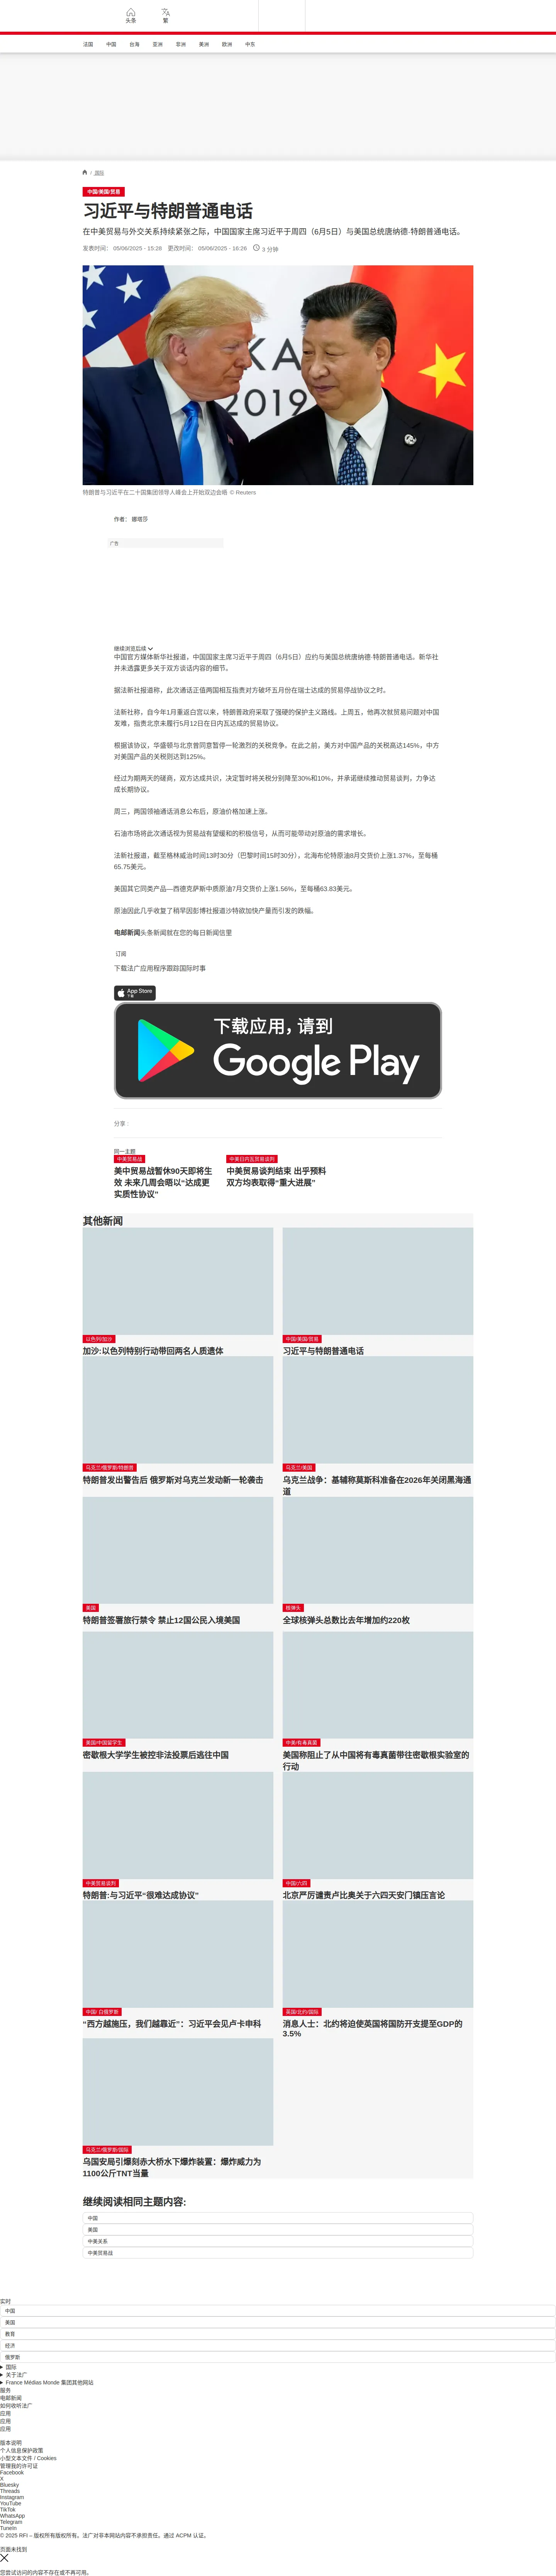 头条
繁
法国 中国 台海 亚洲 非洲 美洲 欧洲 中东
/ 国际
中国/美国/贸易
习近平与特朗普通电话
在中美贸易与外交关系持续紧张之际，中国国家主席习近平于周四（6月5日）与美国总统唐纳德·特朗普通电话。
发表时间： 05/06/2025 - 15:28 更改时间： 05/06/2025 - 16:26 3 分钟
KA
2019
特朗普与习近平在二十国集团领导人峰会上开始双边会晤 © Reuters
作者： 娜塔莎
广告
继续浏览后续
中国官方媒体新华社报道，中国国家主席习近平于周四（6月5日）应约与美国总统唐纳德·特朗普通电话。新华社
并未透露更多关于双方谈话内容的细节。
据法新社报道称，此次通话正值两国相互指责对方破坏五月份在瑞士达成的贸易停战协议之时。
法新社称，自今年1月重返白宫以来，特朗普政府采取了强硬的保护主义路线。上周五，他再次就贸易问题对中国
发难，指责北京未履行5月12日在日内瓦达成的贸易协议。
根据该协议，华盛顿与北京曾同意暂停一轮激烈的关税竞争。在此之前，美方对中国产品的关税高达145%，中方
对美国产品的关税则达到125%。
经过为期两天的磋商，双方达成共识，决定暂时将关税分别降至30%和10%，并承诺继续推动贸易谈判，力争达
成长期协议。
周三，两国领袖通话消息公布后，原油价格加速上涨。
石油市场将此次通话视为贸易战有望缓和的积极信号，从而可能带动对原油的需求增长。
法新社报道，截至格林威治时间13时30分（巴黎时间15时30分），北海布伦特原油8月交货价上涨1.37%，至每桶
65.75美元。
美国其它同类产品—西德克萨斯中质原油7月交货价上涨1.56%，至每桶63.83美元。
原油因此几乎收复了稍早因彭博社报道沙特欲加快产量而引发的跌幅。
电邮新闻头条新闻就在您的每日新闻信里
订阅
下载法广应用程序跟踪国际时事
App Store
下载
下载应用，请到
Google Play
分享 :
同一主题
中美贸易战
美中贸易战暂休90天即将生
效 未来几周会晤以“达成更
实质性协议”
中美日内瓦贸易谈判
中美贸易谈判结束 出乎预料
双方均表取得“重大进展”
其他新闻
以色列/加沙
加沙:以色列特别行动带回两名人质遗体
中国/美国/贸易
习近平与特朗普通电话
乌克兰/俄罗斯/特朗普
特朗普发出警告后 俄罗斯对乌克兰发动新一轮袭击
乌克兰/美国
乌克兰战争：基辅称莫斯科准备在2026年关闭黑海通
道
美国
特朗普签署旅行禁令 禁止12国公民入境美国
核弹头
全球核弹头总数比去年增加约220枚
美国/中国留学生
密歇根大学学生被控非法投票后逃往中国
中美/有毒真菌
美国称阻止了从中国将有毒真菌带往密歇根实验室的
行动
中美贸易谈判
特朗普:与习近平“很难达成协议”
中国/六四
北京严厉谴责卢比奥关于六四天安门镇压言论
中国/ 白俄罗斯
“西方越施压，我们越靠近”：习近平会见卢卡申科
英国/北约/国际
消息人士：北约将迫使英国将国防开支提至GDP的
3.5%
乌克兰/俄罗斯/国际
乌国安局引爆刻赤大桥水下爆炸装置：爆炸威力为
1100公斤TNT当量
继续阅读相同主题内容:
中国
美国
中美关系
中美贸易战
实时
中国
美国
教育
经济
俄罗斯
国际
关于法广
France Médias Monde 集团其他网站
服务
电邮新闻
如何收听法广
应用
应用
应用
版本说明
个人信息保护政策
小型文本文件 / Cookies
管理我的许可证
Facebook
X
Bluesky
Threads
Instagram
YouTube
TikTok
WhatsApp
Telegram
TuneIn
© 2025 RFI – 版权所有版权所有。法广对非本网站内容不承担责任。通过 ACPM 认证。
页面未找到
您尝试访问的内容不存在或不再可用。